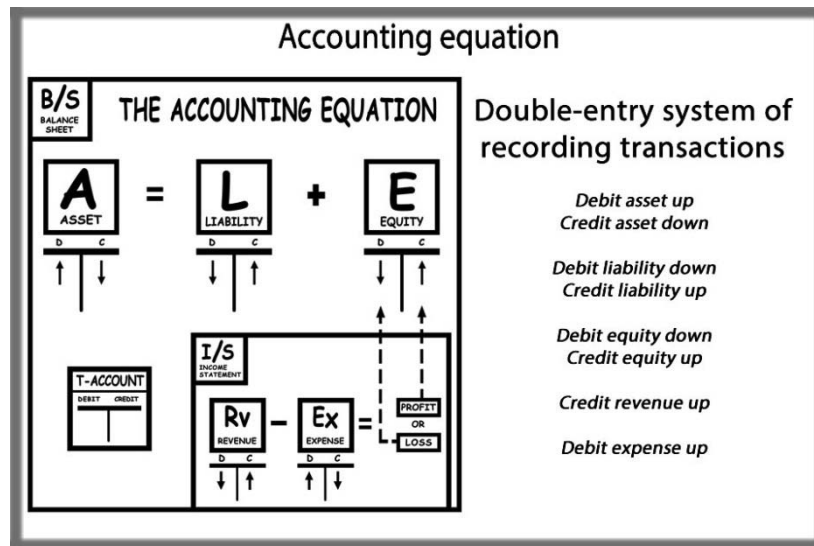 Accounting equation
B/S
BALANCE
SHEET
THE ACCOUNTING EQUATION
A = L + E
ASSET LIABILITY EQUITY
D C D C D C
T-ACCOUNT
DEBIT CREDIT
I/S
INCOME
STATEMENT
Rv - Ex =
REVENUE EXPENSE
D C D C
PROFIT
OR
LOSS
Double-entry system of
recording transactions
Debit asset up
Credit asset down
Debit liability down
Credit liability up
Debit equity down
Credit equity up
Credit revenue up
Debit expense up